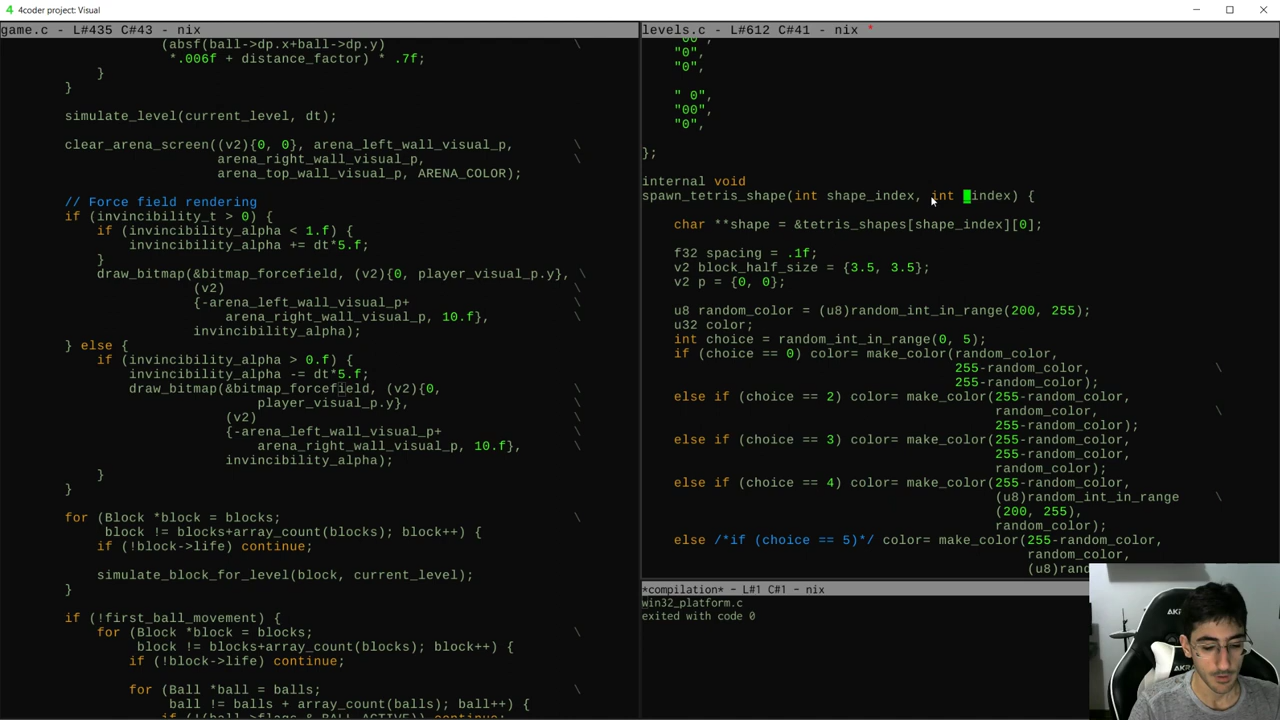 4 4coder project: Visual
game.c - L#435 C#43 - nix
(absf(ball->dp.x+ball->dp.y) \
*.006f + distance_factor) * .7f;
}
}
simulate_level(current_level, dt);
clear_arena_screen((v2){0, 0}, arena_left_wall_visual_p, \
arena_right_wall_visual_p, \
arena_top_wall_visual_p, ARENA_COLOR);
// Force field rendering
if (invincibility_t > 0) {
if (invincibility_alpha < 1.f) {
invincibility_alpha += dt*5.f;
}
draw_bitmap(&bitmap_forcefield, (v2){0, player_visual_p.y}, \
(v2)
{-arena_left_wall_visual_p+
arena_right_wall_visual_p, 10.f},
invincibility_alpha);
} else {
if (invincibility_alpha > 0.f) {
invincibility_alpha -= dt*5.f;
draw_bitmap(&bitmap_forcefield, (v2){0, \
player_visual_p.y}, \
(v2)
{-arena_left_wall_visual_p+ \
arena_right_wall_visual_p, 10.f}, \
invincibility_alpha);
}
}
for (Block *block = blocks; \
block != blocks+array_count(blocks); block++) {
if (!block->life) continue;
simulate_block_for_level(block, current_level);
}
if (!first_ball_movement) {
for (Block *block = blocks; \
block != blocks+array_count(blocks); block++) {
if (!block->life) continue;
for (Ball *ball = balls; \
ball != balls + array_count(balls); ball++) {
if (!(ball->flags & BALL_ACTIVE)) continue;
levels.c - L#612 C#41 - nix *
"00",
"0",
"0",
" 0",
"00",
"0",
};
internal void
spawn_tetris_shape(int shape_index, int _index) {
char **shape = &tetris_shapes[shape_index][0];
f32 spacing = .1f;
v2 block_half_size = {3.5, 3.5};
v2 p = {0, 0};
u8 random_color = (u8)random_int_in_range(200, 255);
u32 color;
int choice = random_int_in_range(0, 5);
if (choice == 0) color= make_color(random_color,
255-random_color, \
255-random_color);
else if (choice == 2) color= make_color(255-random_color,
random_color, \
255-random_color);
else if (choice == 3) color= make_color(255-random_color,
255-random_color,
random_color);
else if (choice == 4) color= make_color(255-random_color,
(u8)random_int_in_range \
(200, 255),
random_color);
else /*if (choice == 5)*/ color= make_color(255-random_color,
random_color,
(u8)ran
*compilation* - L#1 C#1 - nix
win32_platform.c
exited with code 0